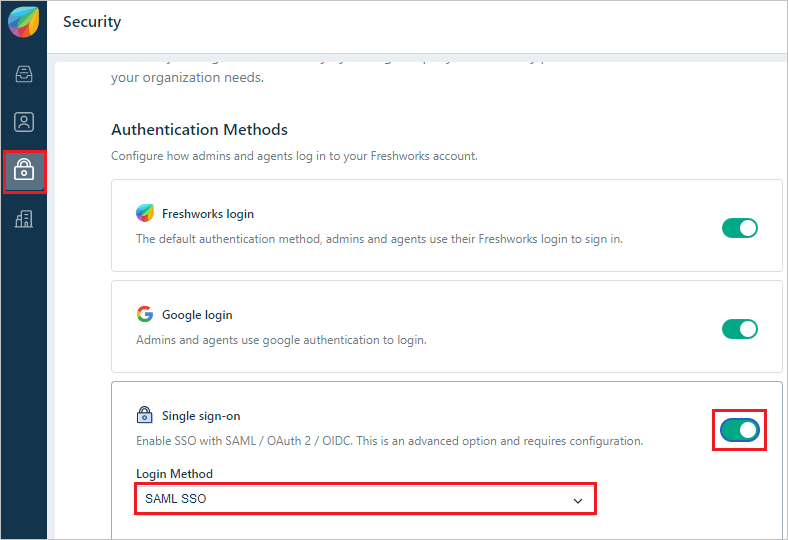 Security
your organization needs.
Authentication Methods
Configure how admins and agents log in to your Freshworks account.
Freshworks login
The default authentication method, admins and agents use their Freshworks login to sign in.
Google login
Admins and agents use google authentication to login.
Single sign-on
Enable SSO with SAML / OAuth 2 / OIDC. This is an advanced option and requires configuration.
Login Method
SAML SSO